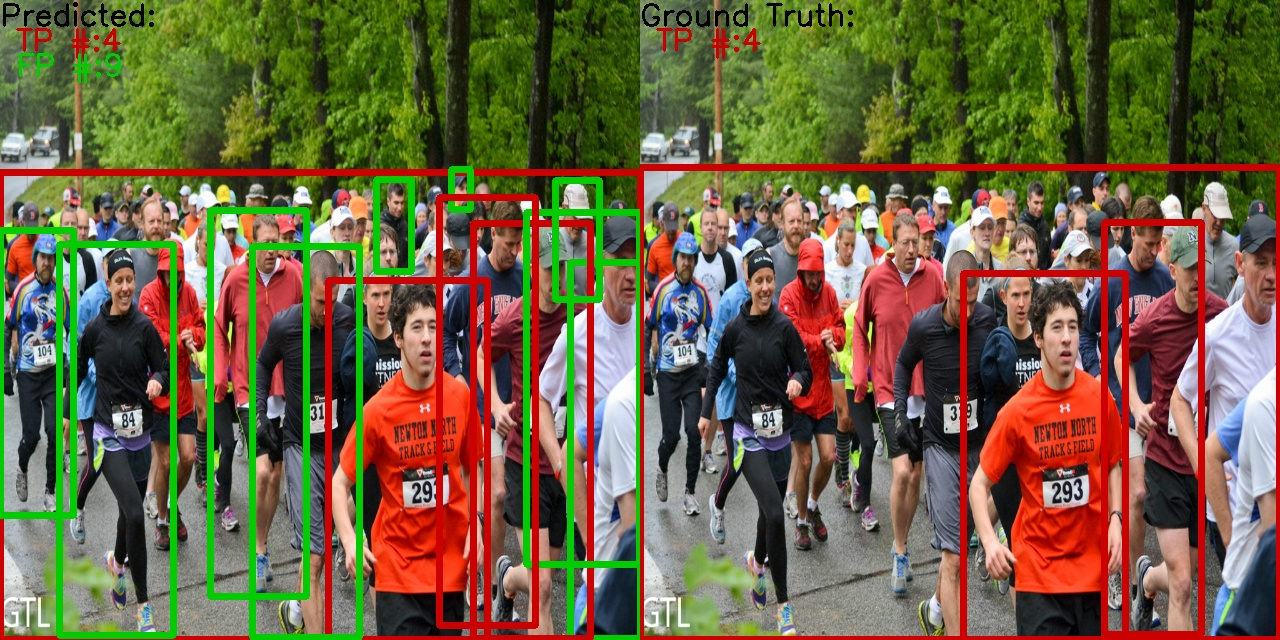 Predicted:
TP #:4
FP #:9
104
84
31
NEWTON NORTH
TRACK & FIELD
293
GTL
Ground Truth:
TP #:4
104
84
319
NEWTON NORTH
TRACK & FIELD
293
GTL